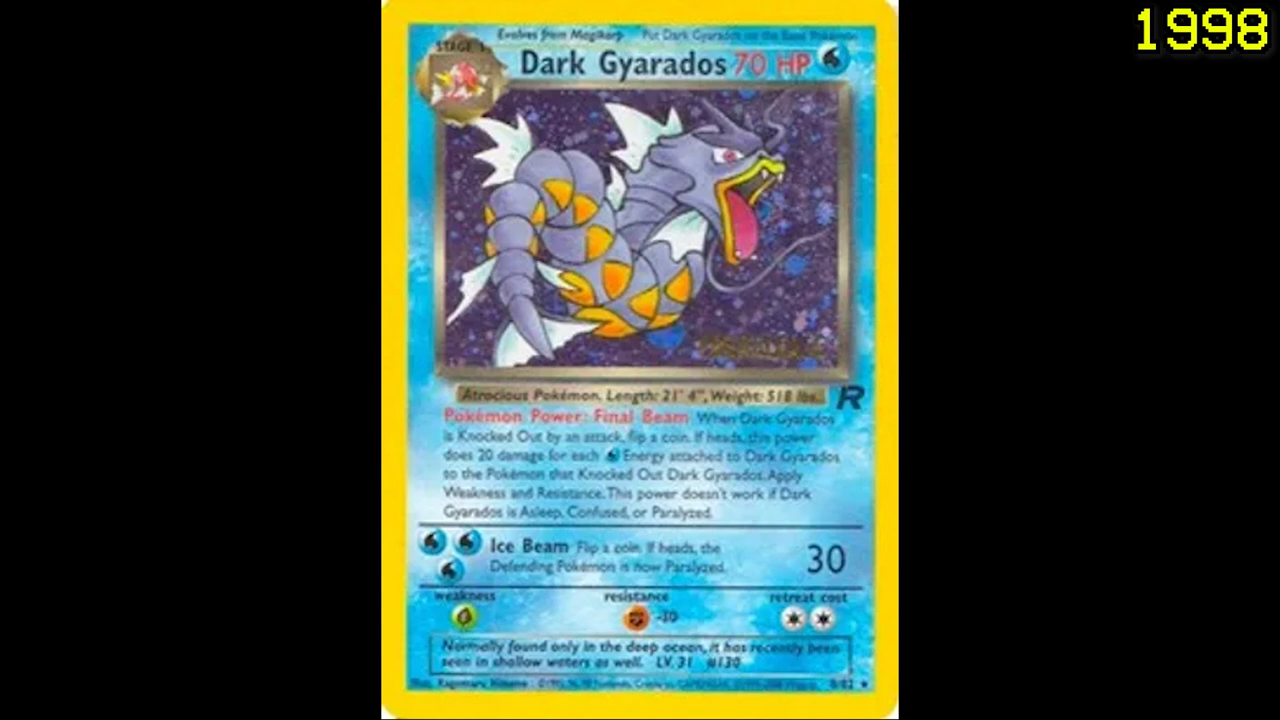 1998
Evolves from Magikarp Put Dark Gyarados on the Basic Pokémon
STAGE 1
Dark Gyarados 70 HP
Atrocious Pokémon. Length: 21' 4", Weight: 518 lbs.
R
Pokémon Power: Final Beam When Dark Gyarados
is Knocked Out by an attack, flip a coin. If heads, this power
does 20 damage for each Energy attached to Dark Gyarados
to the Pokémon that Knocked Out Dark Gyarados. Apply
Weakness and Resistance. This power doesn't work if Dark
Gyarados is Asleep, Confused, or Paralyzed.
Ice Beam Flip a coin. If heads, the
Defending Pokémon is now Paralyzed.
30
weakness resistance retreat cost
-30
Normally found only in the deep ocean, it has recently been
seen in shallow waters as well. LV. 31 #130
8/82